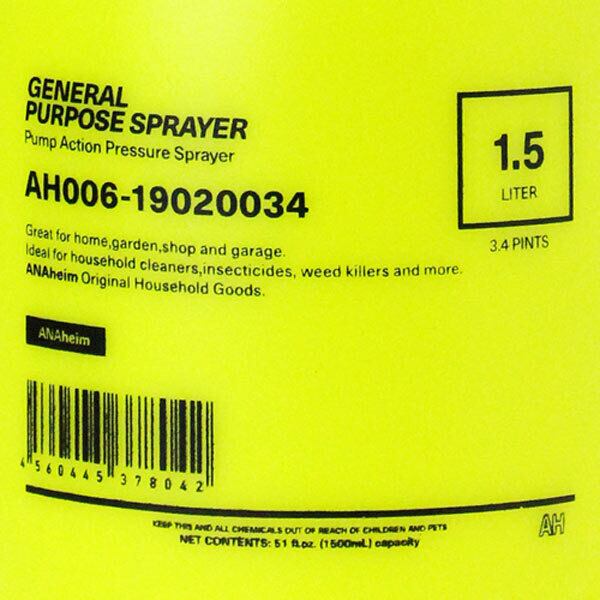 GENERAL
PURPOSE SPRAYER
Pump Action Pressure Sprayer
AH006-19020034
1.5
LITER
3.4 PINTS
Great for home,garden,shop and garage.
Ideal for household cleaners,insecticides, weed killers and more.
ANAheim Original Household Goods.
ANAheim
4 560445 378042
KEEP THIS AND ALL CHEMICALS OUT OF REACH OF CHILDREN AND PETS
NET CONTENTS: 51 fl.oz. (1500mL) capacity
AH